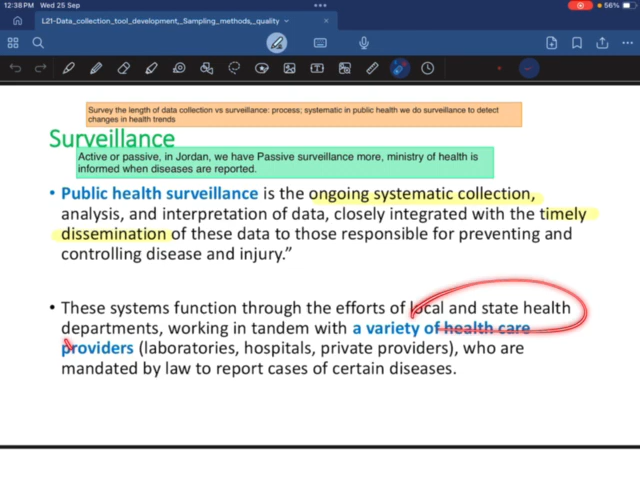 12:38 PM Wed 25 Sep
56%
L21-Data_collection_tool_development,_Sampling_methods,_quality
Survey the length of data collection vs surveillance: process; systematic in public health we do surveillance to detect
changes in health trends
Surveillance
Active or passive, in Jordan, we have Passive surveillance more, ministry of health is
informed when diseases are reported.
• Public health surveillance is the ongoing systematic collection,
analysis, and interpretation of data, closely integrated with the timely
dissemination of these data to those responsible for preventing and
controlling disease and injury.”
• These systems function through the efforts of local and state health
departments, working in tandem with a variety of health care
providers (laboratories, hospitals, private providers), who are
mandated by law to report cases of certain diseases.